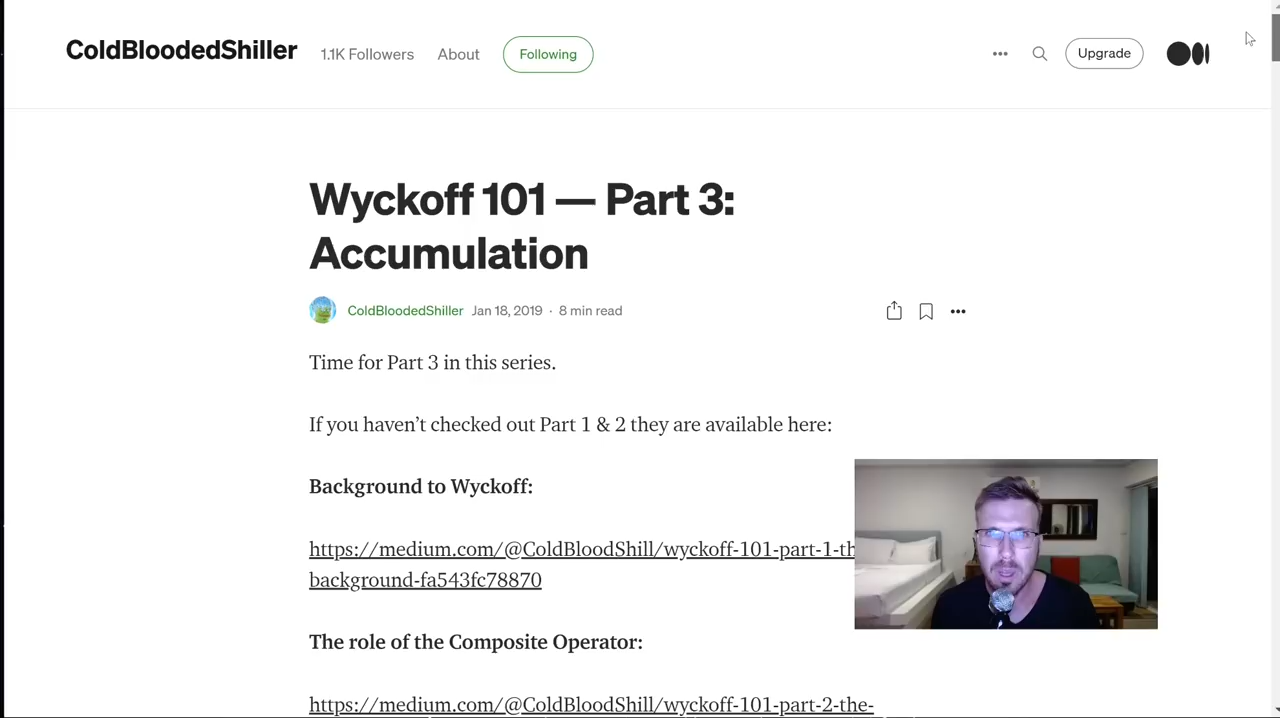 ColdBloodedShiller 1.1K Followers About Following Upgrade
Wyckoff 101 — Part 3:
Accumulation
ColdBloodedShiller Jan 18, 2019 · 8 min read
Time for Part 3 in this series.
If you haven’t checked out Part 1 & 2 they are available here:
Background to Wyckoff:
https://medium.com/@ColdBloodShill/wyckoff-101-part-1-th
background-fa543fc78870
The role of the Composite Operator:
https://medium.com/@ColdBloodShill/wyckoff-101-part-2-the-